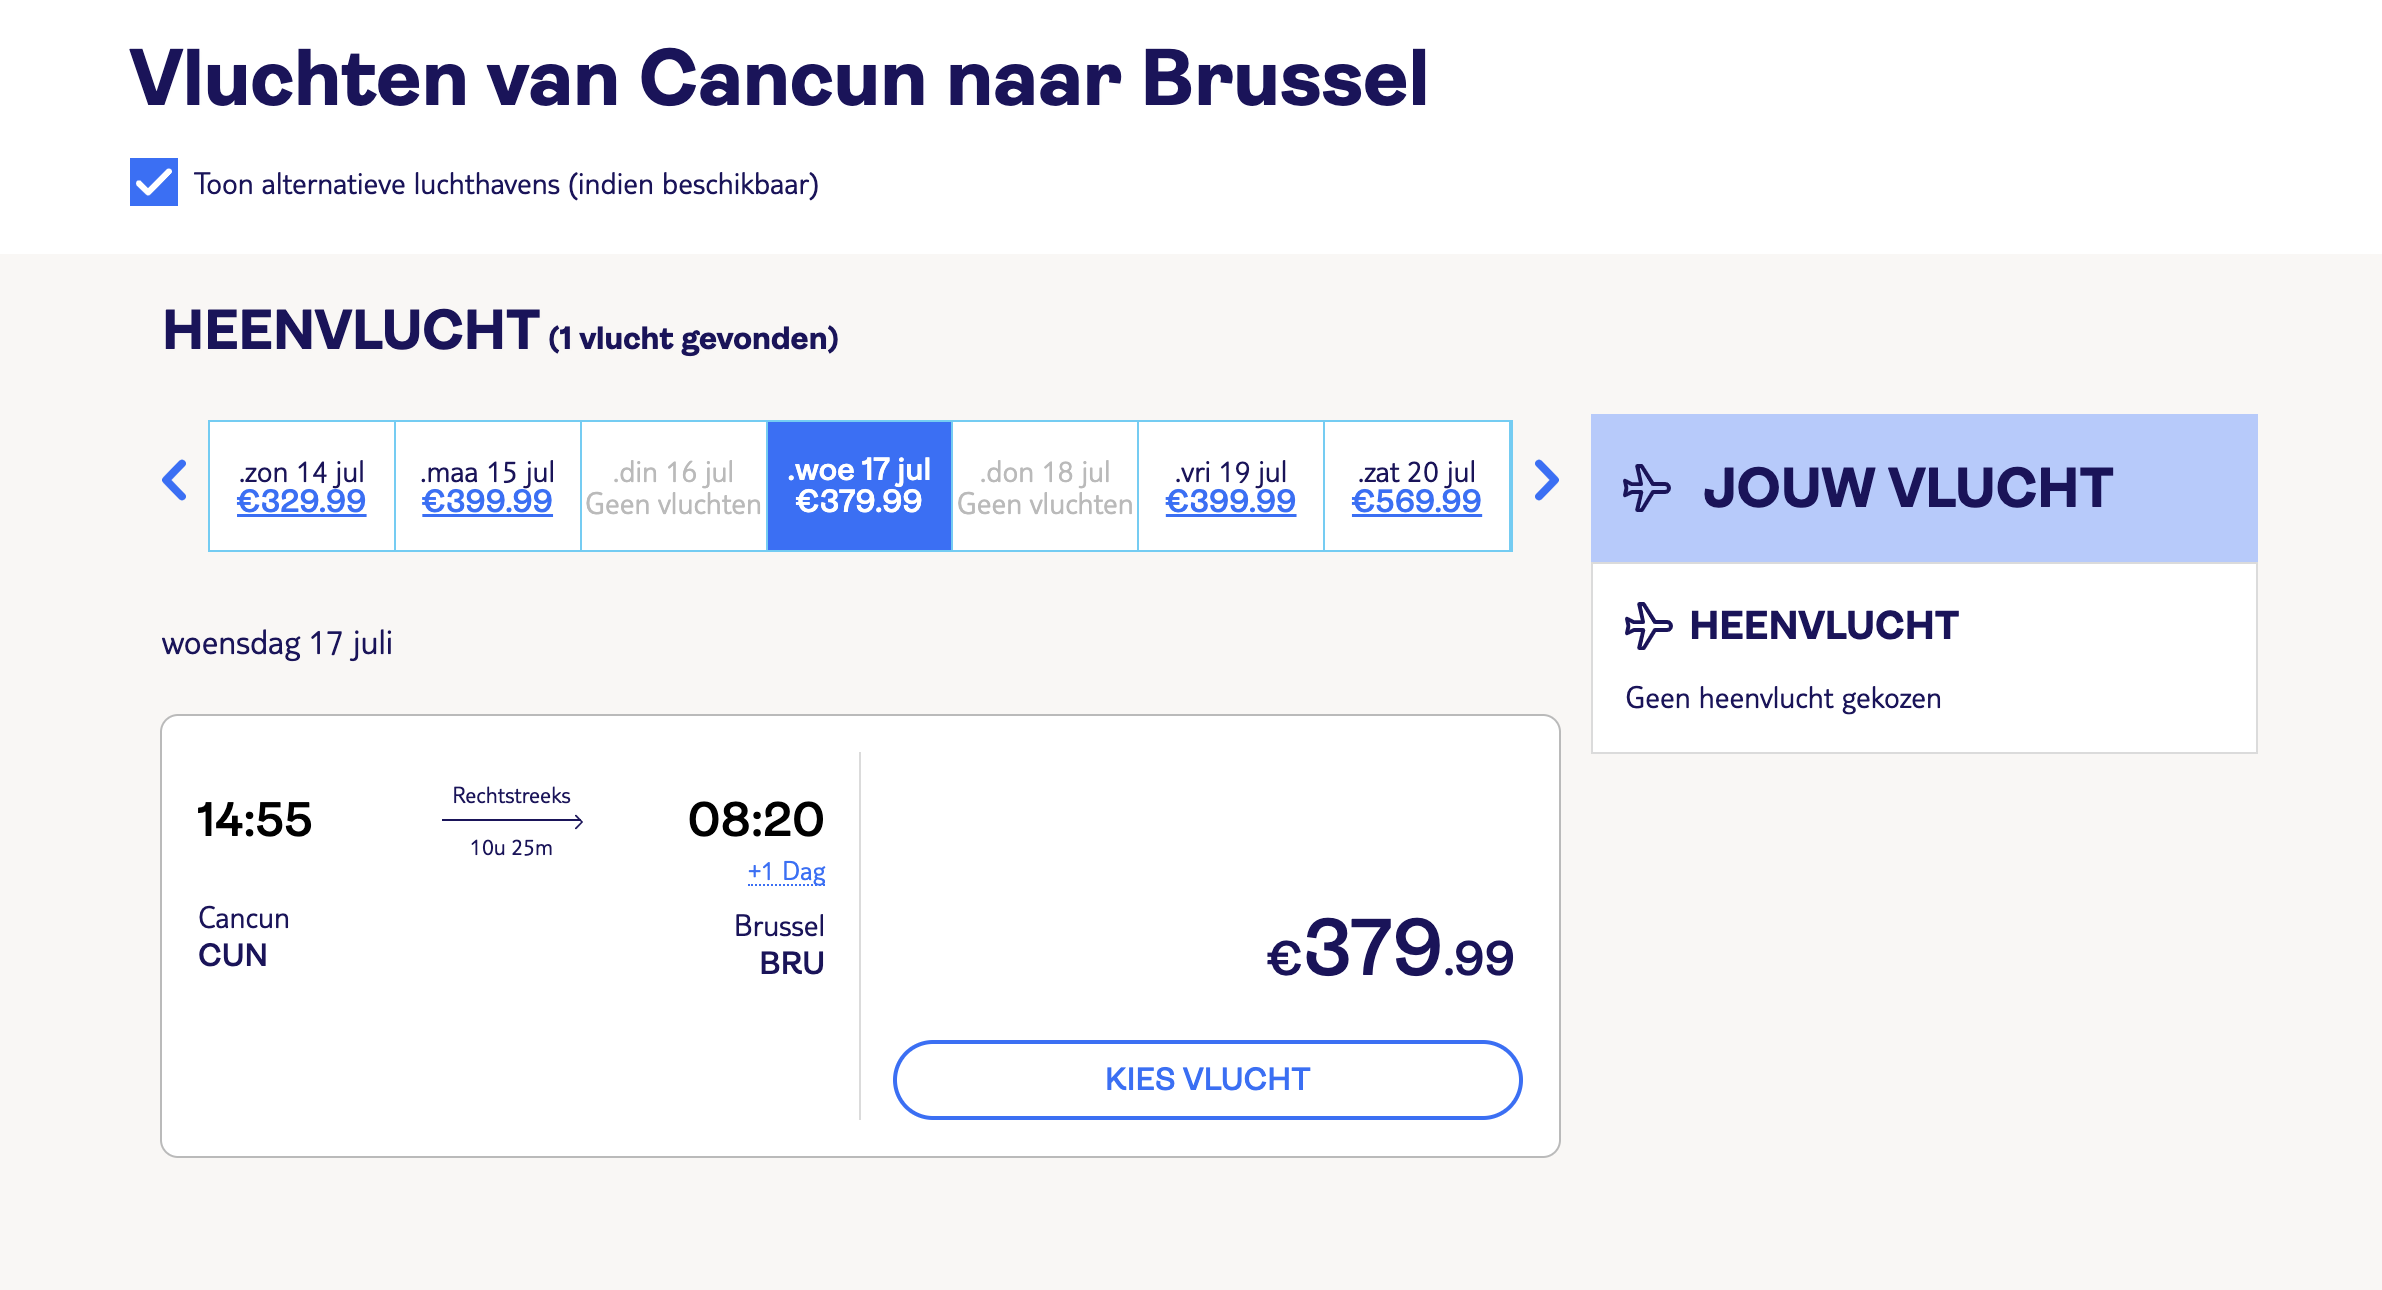 Vluchten van Cancun naar Brussel
Toon alternatieve luchthavens (indien beschikbaar)
HEENVLUCHT (1 vlucht gevonden)
.zon 14 jul
€329.99
.maa 15 jul
€399.99
.din 16 jul
Geen vluchten
.woe 17 jul
€379.99
.don 18 jul
Geen vluchten
.vri 19 jul
€399.99
.zat 20 jul
€569.99
JOUW VLUCHT
HEENVLUCHT
Geen heenvlucht gekozen
woensdag 17 juli
14:55
Rechtstreeks
10u 25m
08:20
+1 Dag
Cancun
CUN
Brussel
BRU
€379.99
KIES VLUCHT